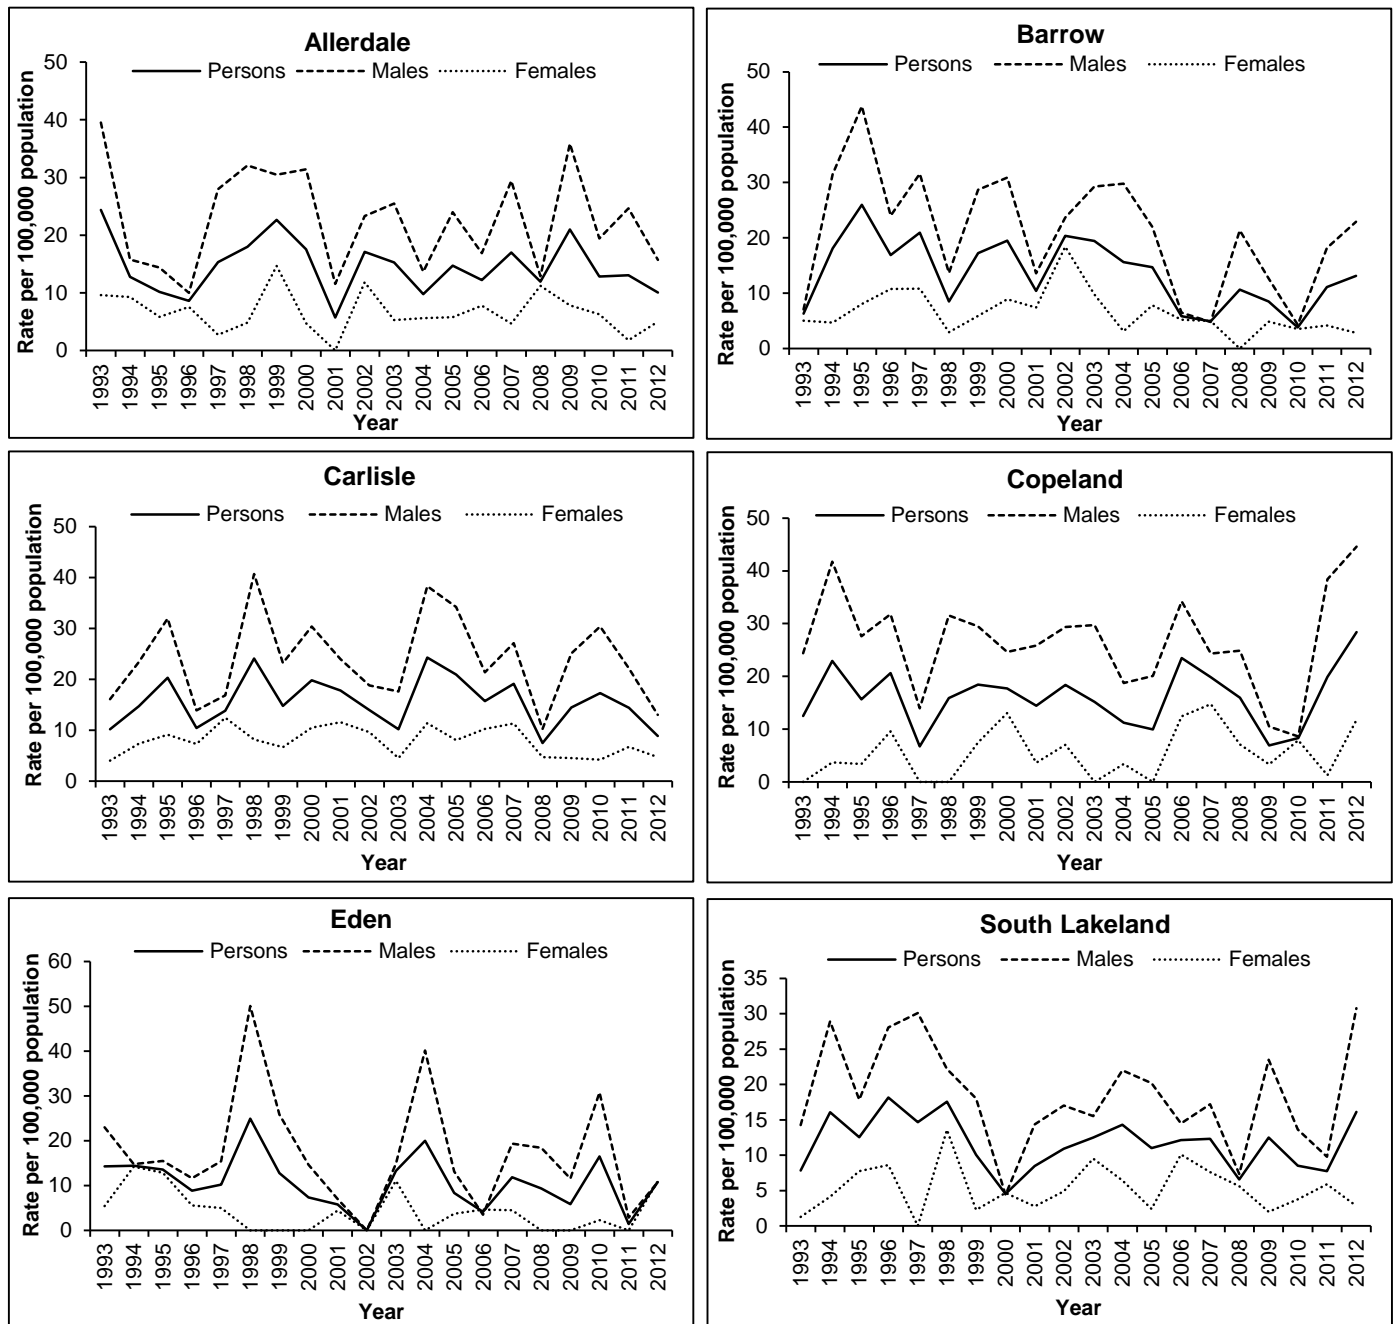 Allerdale
Persons Males Females
Rate per 100,000 population
50
40
30
20
10
0
1993 1994 1995 1996 1997 1998 1999 2000 2001 2002 2003 2004 2005 2006 2007 2008 2009 2010 2011 2012
Year
Barrow
Persons Males Females
Rate per 100,000 population
50
40
30
20
10
0
1993 1994 1995 1996 1997 1998 1999 2000 2001 2002 2003 2004 2005 2006 2007 2008 2009 2010 2011 2012
Year
Carlisle
Persons Males Females
Rate per 100,000 population
50
40
30
20
10
0
1993 1994 1995 1996 1997 1998 1999 2000 2001 2002 2003 2004 2005 2006 2007 2008 2009 2010 2011 2012
Year
Copeland
Persons Males Females
Rate per 100,000 population
50
40
30
20
10
0
1993 1994 1995 1996 1997 1998 1999 2000 2001 2002 2003 2004 2005 2006 2007 2008 2009 2010 2011 2012
Year
Eden
Persons Males Females
Rate per 100,000 population
60
50
40
30
20
10
0
1993 1994 1995 1996 1997 1998 1999 2000 2001 2002 2003 2004 2005 2006 2007 2008 2009 2010 2011 2012
Year
South Lakeland
Persons Males Females
Rate per 100,000 population
35
30
25
20
15
10
5
0
1993 1994 1995 1996 1997 1998 1999 2000 2001 2002 2003 2004 2005 2006 2007 2008 2009 2010 2011 2012
Year